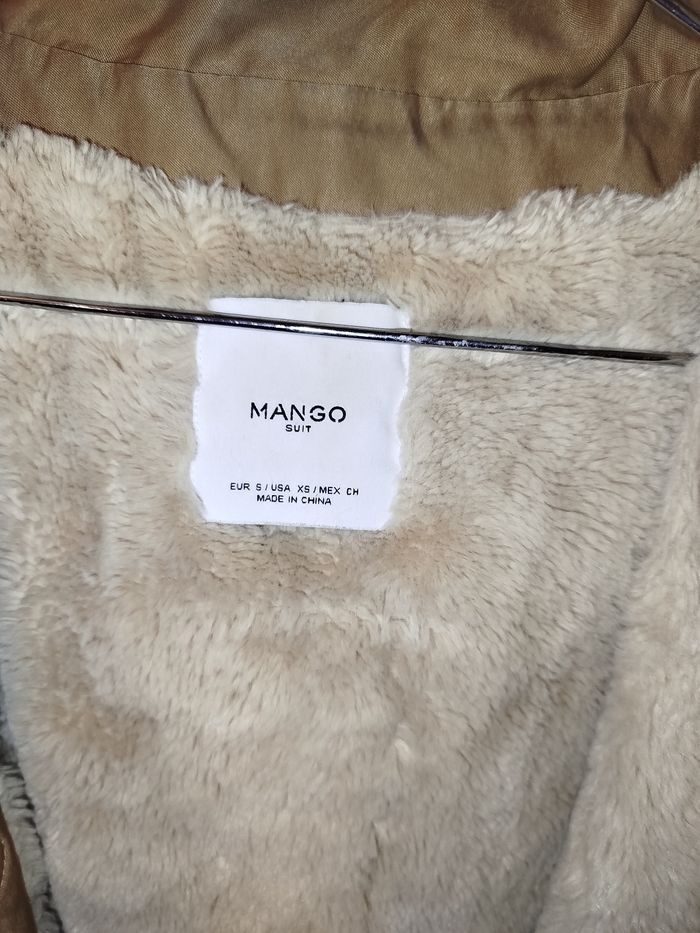 MANGO
SUIT
EUR S / USA XS / MEX CH
MADE IN CHINA